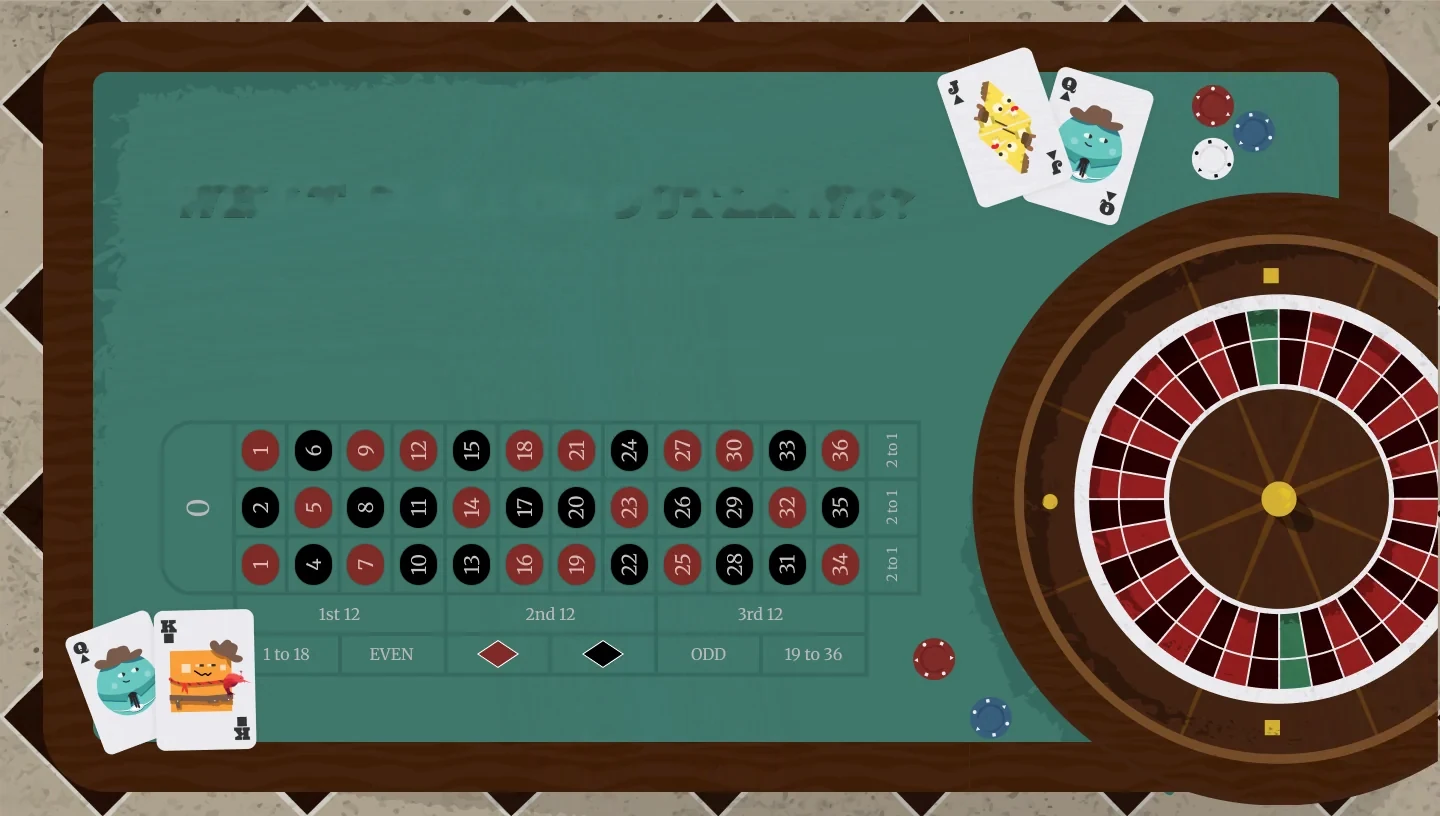 J
J
Q
Q
1 6 9 12 15 18 21 24 27 30 33 36 2 to 1
0 2 5 8 11 14 17 20 23 26 29 32 35 2 to 1
1 4 7 10 13 16 19 22 25 28 31 34 2 to 1
1st 12 2nd 12 3rd 12
1 to 18 EVEN ODD 19 to 36
Q
K
K